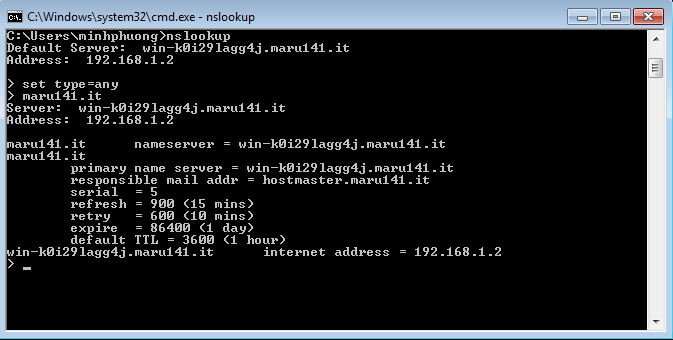 C:\Windows\system32\cmd.exe - nslookup
C:\Users\minhphuong>nslookup
Default Server:  win-k0i29lagg4j.maru141.it
Address:  192.168.1.2

> set type=any
> maru141.it
Server:  win-k0i29lagg4j.maru141.it
Address:  192.168.1.2

maru141.it      nameserver = win-k0i29lagg4j.maru141.it
maru141.it
        primary name server = win-k0i29lagg4j.maru141.it
        responsible mail addr = hostmaster.maru141.it
        serial  = 5
        refresh = 900 (15 mins)
        retry   = 600 (10 mins)
        expire  = 86400 (1 day)
        default TTL = 3600 (1 hour)
win-k0i29lagg4j.maru141.it      internet address = 192.168.1.2
> _